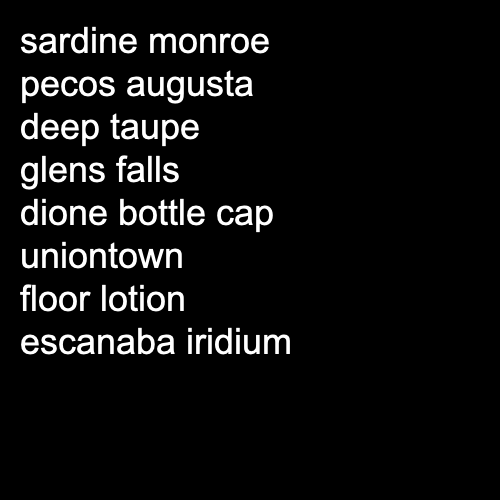 sardine monroe
pecos augusta
deep taupe
glens falls
dione bottle cap
uniontown
floor lotion
escanaba iridium